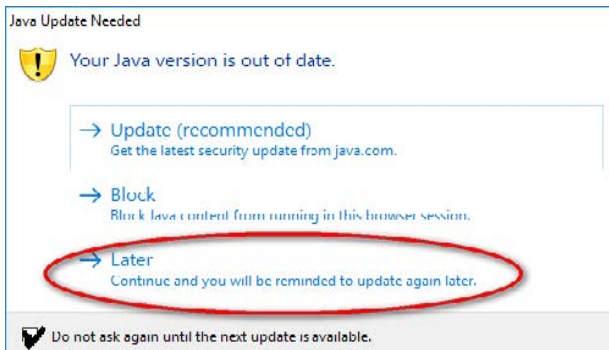 Java Update Needed
Your Java version is out of date.
Update (recommended)
Get the latest security update from java.com.
Block
Block Java content from running in this browser session.
Later
Continue and you will be reminded to update again later.
Do not ask again until the next update is available.